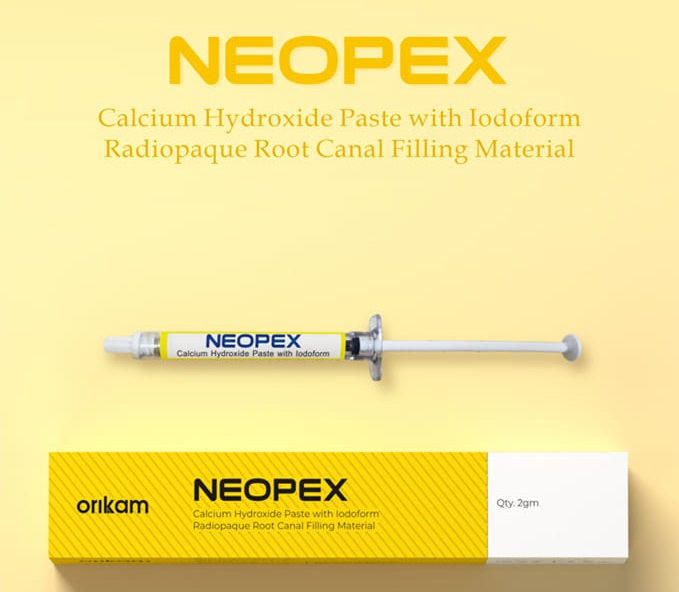 NEOPEX
Calcium Hydroxide Paste with Iodoform
Radiopaque Root Canal Filling Material
NEOPEX
Calcium Hydroxide Paste with Iodoform
orikam
NEOPEX
Calcium Hydroxide Paste with Iodoform
Radiopaque Root Canal Filling Material
Qty. 2gm